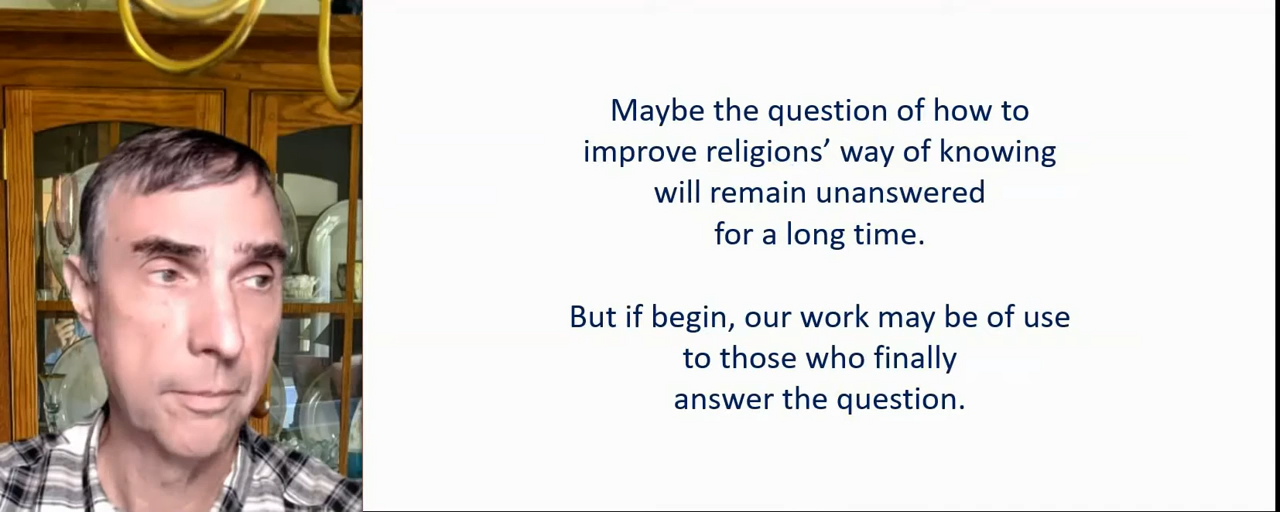 Maybe the question of how to
improve religions’ way of knowing
will remain unanswered
for a long time.
But if begin, our work may be of use
to those who finally
answer the question.